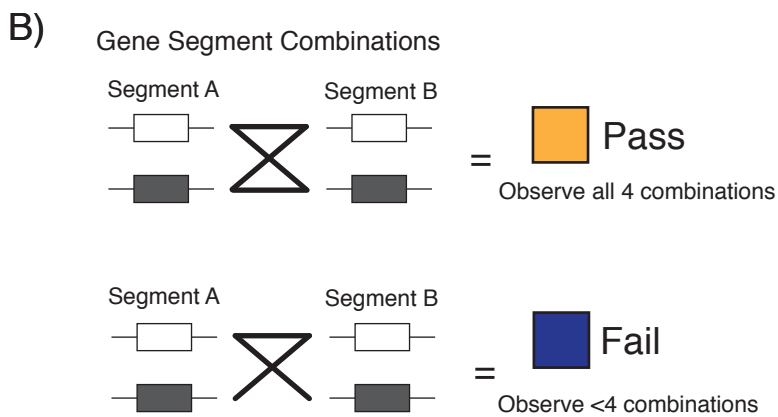 B)
Gene Segment Combinations
Segment A
Segment B
= Pass
Observe all 4 combinations
Segment A
Segment B
= Fail
Observe <4 combinations